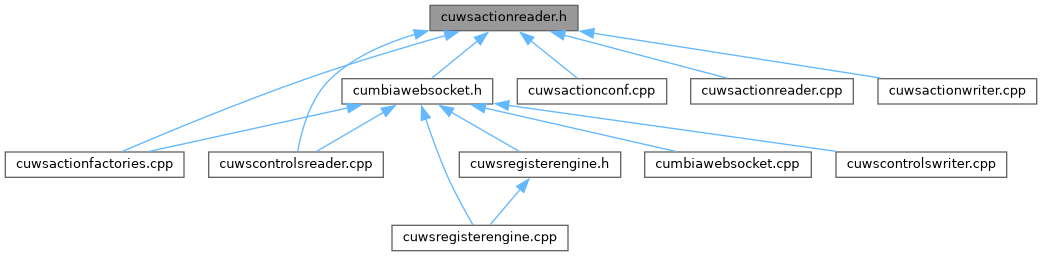 cuwsactionreader.h
cumbiawebsocket.h
cuwsactionconf.cpp
cuwsactionreader.cpp
cuwsactionwriter.cpp
cuwsactionfactories.cpp
cuwscontrolsreader.cpp
cuwsregisterengine.h
cumbiawebsocket.cpp
cuwscontrolswriter.cpp
cuwsregisterengine.cpp